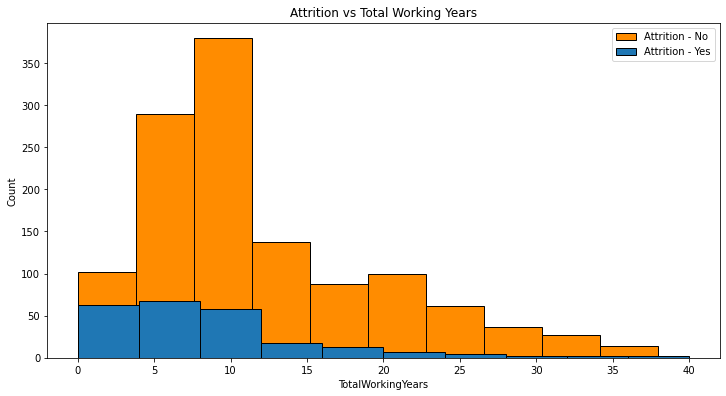 Attrition vs Total Working Years
Attrition - No
Attrition - Yes
350
300
250
200
150
100
50
0
Count
0 5 10 15 20 25 30 35 40
TotalWorkingYears